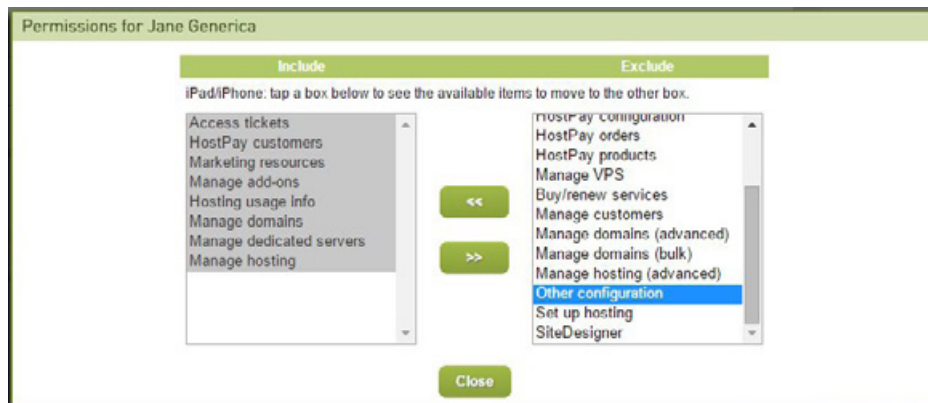 Permissions for Jane Generica
Include
Exclude
iPad/iPhone: tap a box below to see the available items to move to the other box.
Access tickets
HostPay customers
Marketing resources
Manage add-ons
Hosting usage info
Manage domains
Manage dedicated servers
Manage hosting
<<
>>
HostPay configuration
HostPay orders
HostPay products
Manage VPS
Buy/renew services
Manage customers
Manage domains (advanced)
Manage domains (bulk)
Manage hosting (advanced)
Other configuration
Set up hosting
SiteDesigner
Close